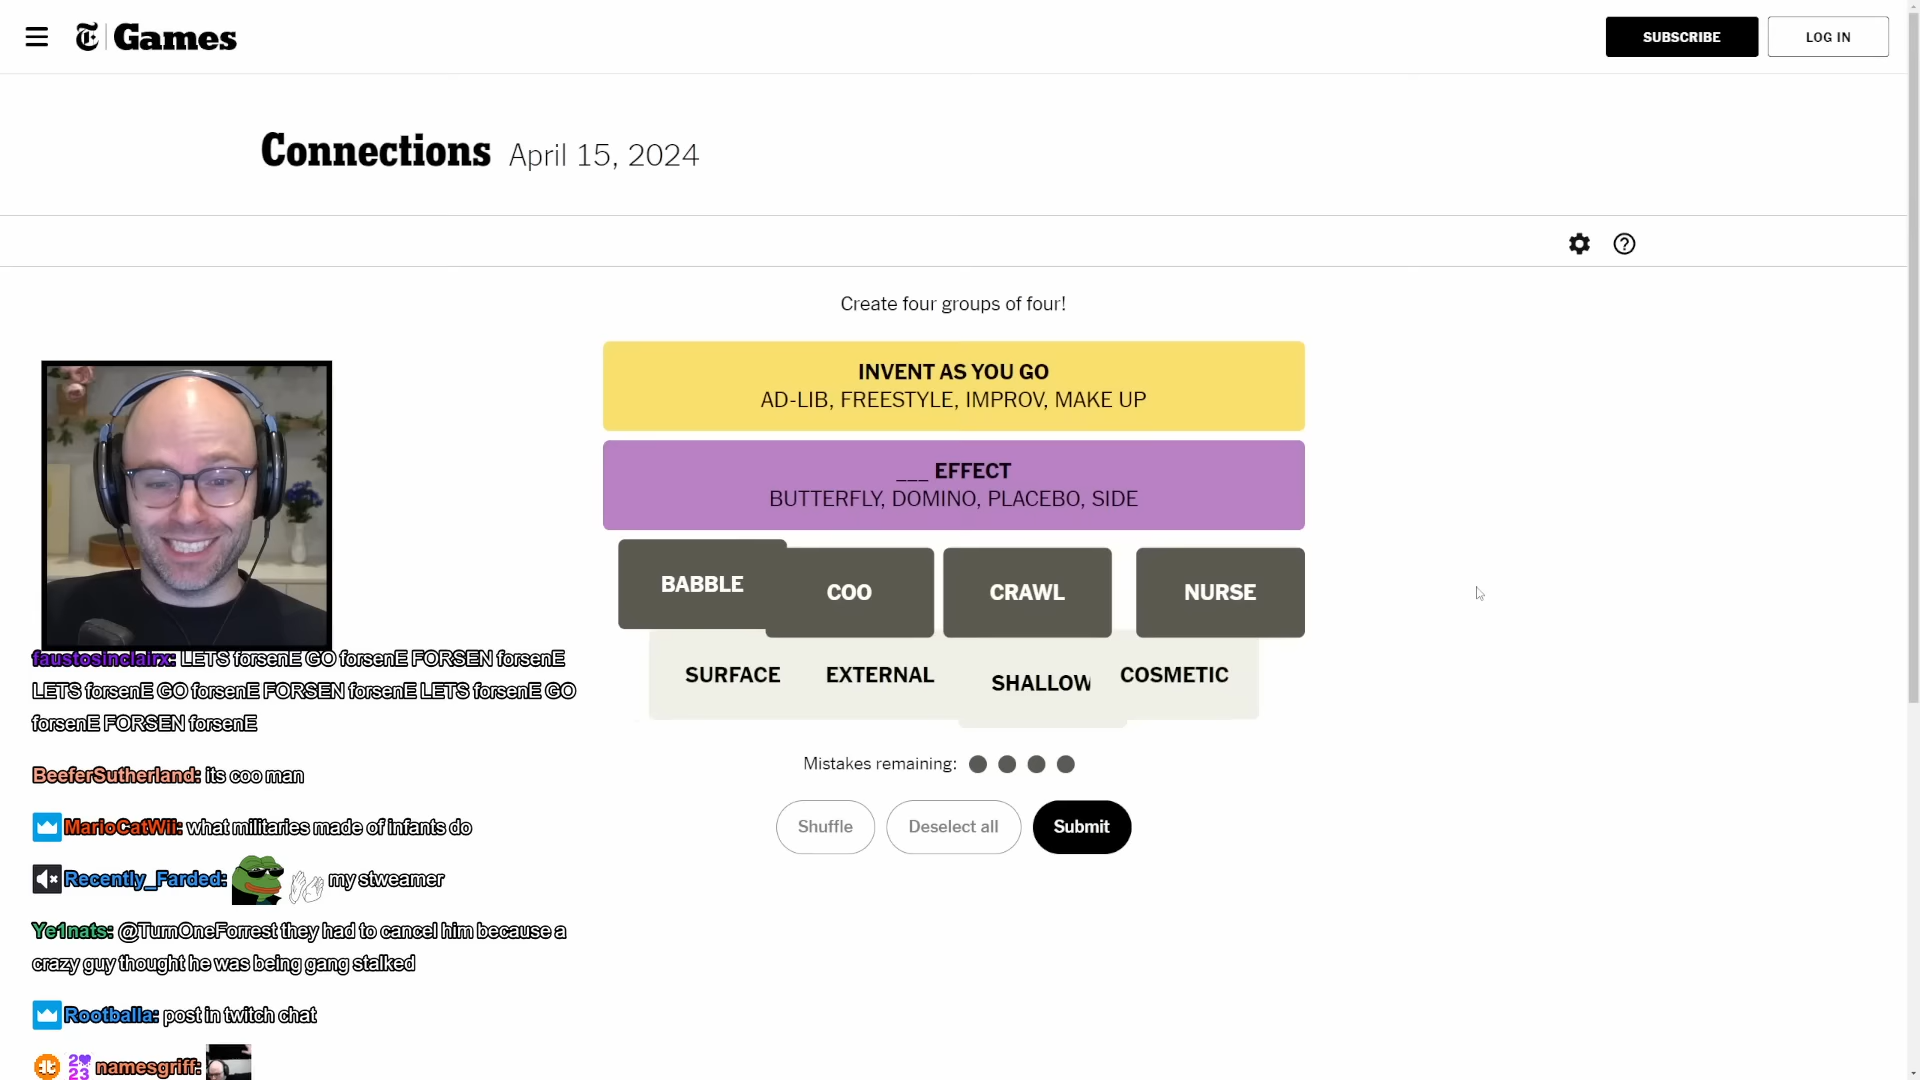 Games
SUBSCRIBE
LOG IN
Connections April 15, 2024
Create four groups of four!
INVENT AS YOU GO
AD-LIB, FREESTYLE, IMPROV, MAKE UP
___ EFFECT
BUTTERFLY, DOMINO, PLACEBO, SIDE
BABBLE
COO
CRAWL
NURSE
SURFACE
EXTERNAL
SHALLOW
COSMETIC
Mistakes remaining:
Shuffle
Deselect all
Submit
faustosinclairx: LETS forsenE GO forsenE FORSEN forsenE
LETS forsenE GO forsenE FORSEN forsenE LETS forsenE GO
forsenE FORSEN forsenE
BeeferSutherland: its coo man
MarioCatWii: what militaries made of infants do
Recently_Farded: my stweamer
Ye1nats: @TurnOneForrest they had to cancel him because a
crazy guy thought he was being gang stalked
Rootballa: post in twitch chat
2023 namesgriff: